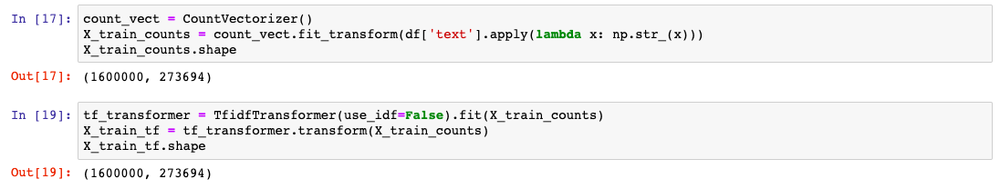 In [17]: count_vect = CountVectorizer()
X_train_counts = count_vect.fit_transform(df['text'].apply(lambda x: np.str_(x)))
X_train_counts.shape
Out[17]: (1600000, 273694)
In [19]: tf_transformer = TfidfTransformer(use_idf=False).fit(X_train_counts)
X_train_tf = tf_transformer.transform(X_train_counts)
X_train_tf.shape
Out[19]: (1600000, 273694)